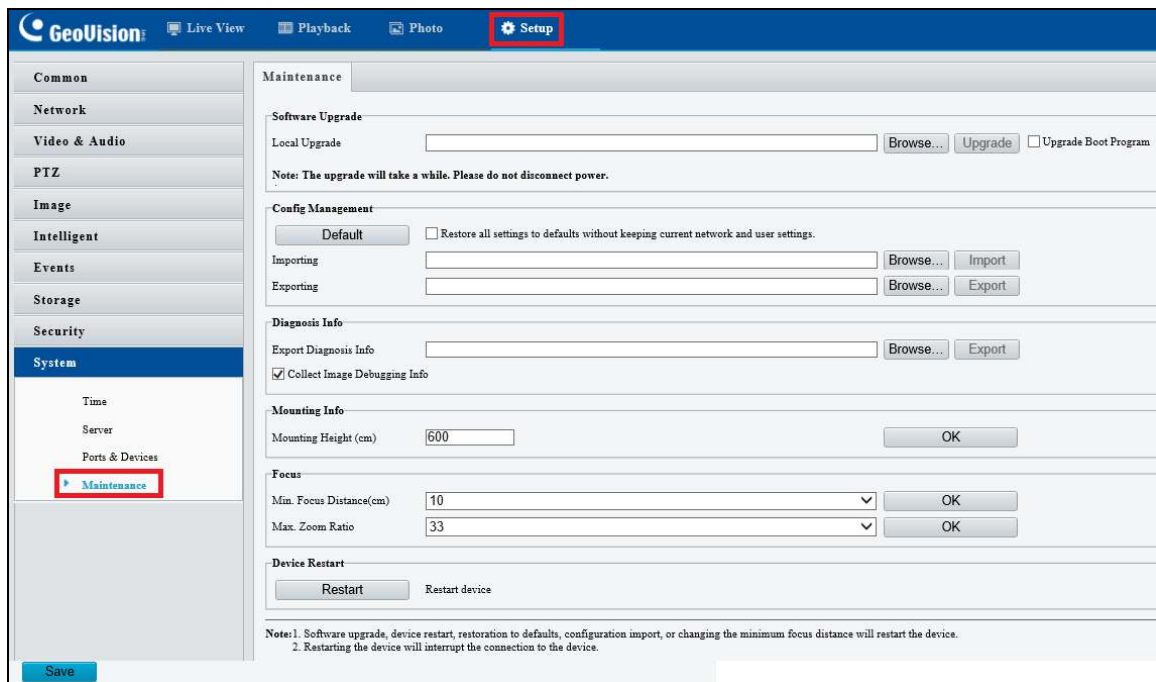 GeoVision Live View Playback Photo Setup
Common
Network
Video & Audio
PTZ
Image
Intelligent
Events
Storage
Security
System
Time
Server
Ports & Devices
Maintenance
Maintenance
Software Upgrade
Local Upgrade Browse... Upgrade Upgrade Boot Program
Note: The upgrade will take a while. Please do not disconnect power.
Config Management
Default Restore all settings to defaults without keeping current network and user settings.
Importing Browse... Import
Exporting Browse... Export
Diagnosis Info
Export Diagnosis Info Browse... Export
Collect Image Debugging Info
Mounting Info
Mounting Height (cm) 600 OK
Focus
Min. Focus Distance(cm) 10 OK
Max. Zoom Ratio 33 OK
Device Restart
Restart Restart device
Note:1. Software upgrade, device restart, restoration to defaults, configuration import, or changing the minimum focus distance will restart the device.
2. Restarting the device will interrupt the connection to the device.
Save